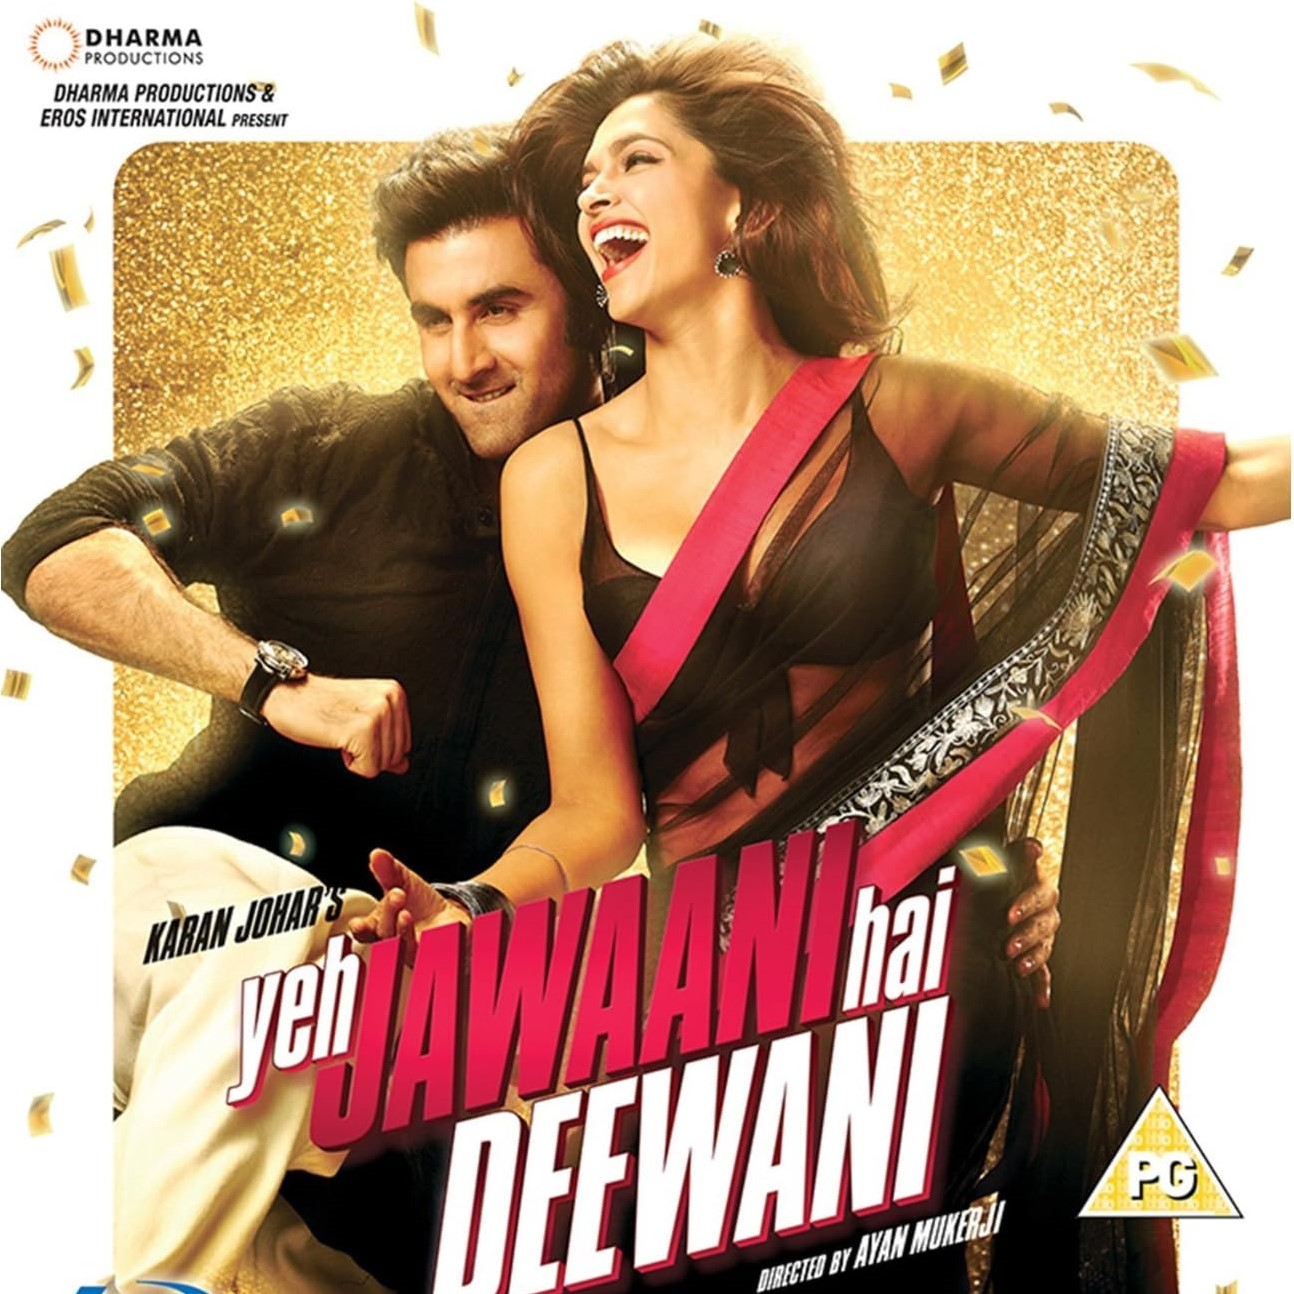 DHARMA
PRODUCTIONS
DHARMA PRODUCTIONS &
EROS INTERNATIONAL PRESENT
KARAN JOHAR'S
yeh JAWAANI hai
DEEWANI
DIRECTED BY AYAN MUKERJI
PG